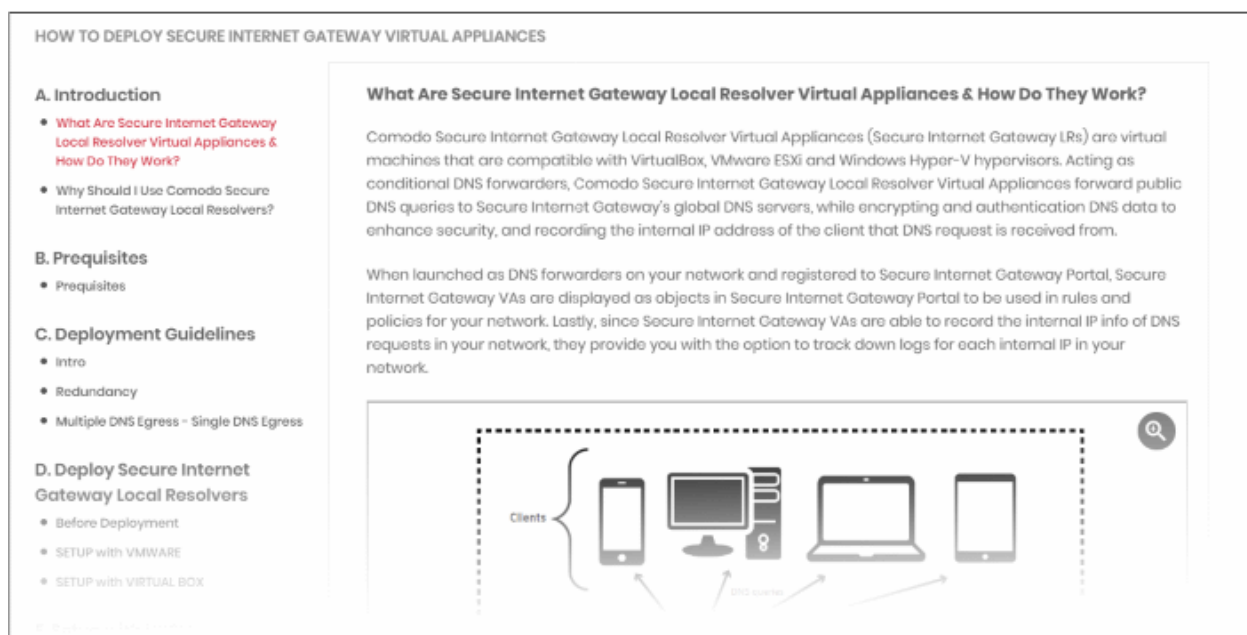 HOW TO DEPLOY SECURE INTERNET GATEWAY VIRTUAL APPLIANCES
A. Introduction
What Are Secure Internet Gateway
Local Resolver Virtual Appliances &
How Do They Work?
Why Should I Use Comodo Secure
Internet Gateway Local Resolvers?
B. Prequisites
Prequisites
C. Deployment Guidelines
Intro
Redundancy
Multiple DNS Egress - Single DNS Egress
D. Deploy Secure Internet
Gateway Local Resolvers
Before Deployment
SETUP with VMWARE
SETUP with VIRTUAL BOX
What Are Secure Internet Gateway Local Resolver Virtual Appliances & How Do They Work?
Comodo Secure Internet Gateway Local Resolver Virtual Appliances (Secure Internet Gateway LRs) are virtual
machines that are compatible with VirtualBox, VMware ESXi and Windows Hyper-V hypervisors. Acting as
conditional DNS forwarders, Comodo Secure Internet Gateway Local Resolver Virtual Appliances forward public
DNS queries to Secure Internet Gateway's global DNS servers, while encrypting and authentication DNS data to
enhance security, and recording the internal IP address of the client that DNS request is received from.
When launched as DNS forwarders on your network and registered to Secure Internet Gateway Portal, Secure
Internet Gateway VAs are displayed as objects in Secure Internet Gateway Portal to be used in rules and
policies for your network. Lastly, since Secure Internet Gateway VAs are able to record the internal IP info of DNS
requests in your network, they provide you with the option to track down logs for each internal IP in your
network.
Clients
DNS queries